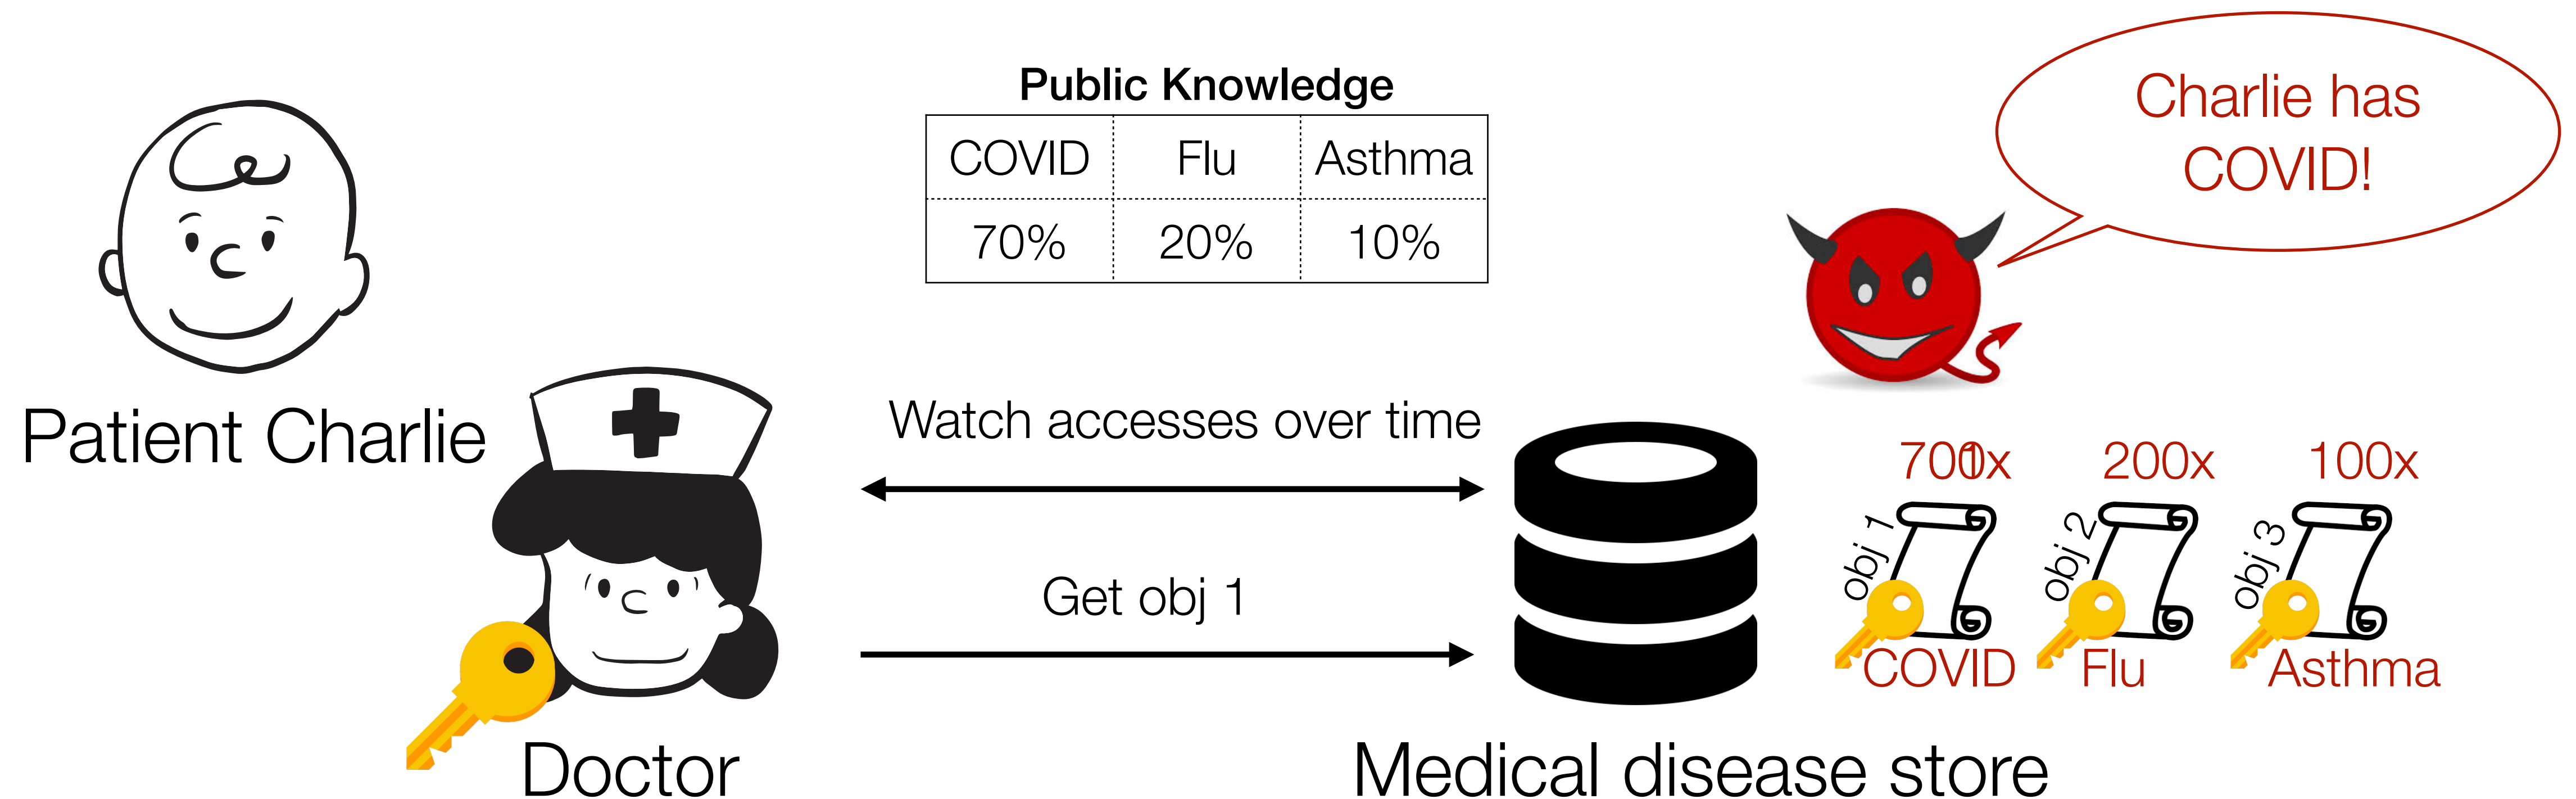 Charlie has
COVID!
Public Knowledge
COVID Flu Asthma
70% 20% 10%
Patient Charlie
Watch accesses over time
700x 200x 100x
obj 1 obj 2 obj 3
Get obj 1
COVID Flu Asthma
Doctor
Medical disease store